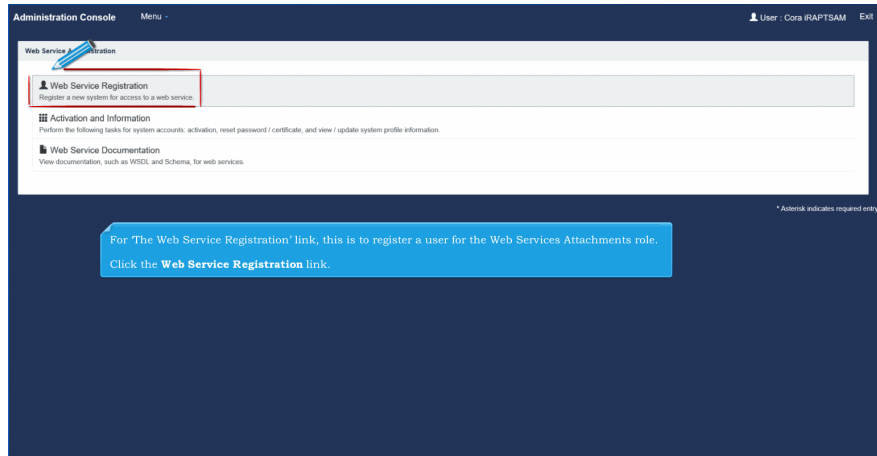 Administration Console Menu -
User : Cora IRAPTSAM Exit
Web Service Registration
Web Service Registration
Register a new system for access to a web service.
Activation and Information
Perform the following tasks for system accounts: activation, reset password / certificate, and view / update system profile information.
Web Service Documentation
View documentation, such as WSDL and Schema, for web services.
* Asterisk indicates required entry
For 'The Web Service Registration' link, this is to register a user for the Web Services Attachments role.
Click the Web Service Registration link.